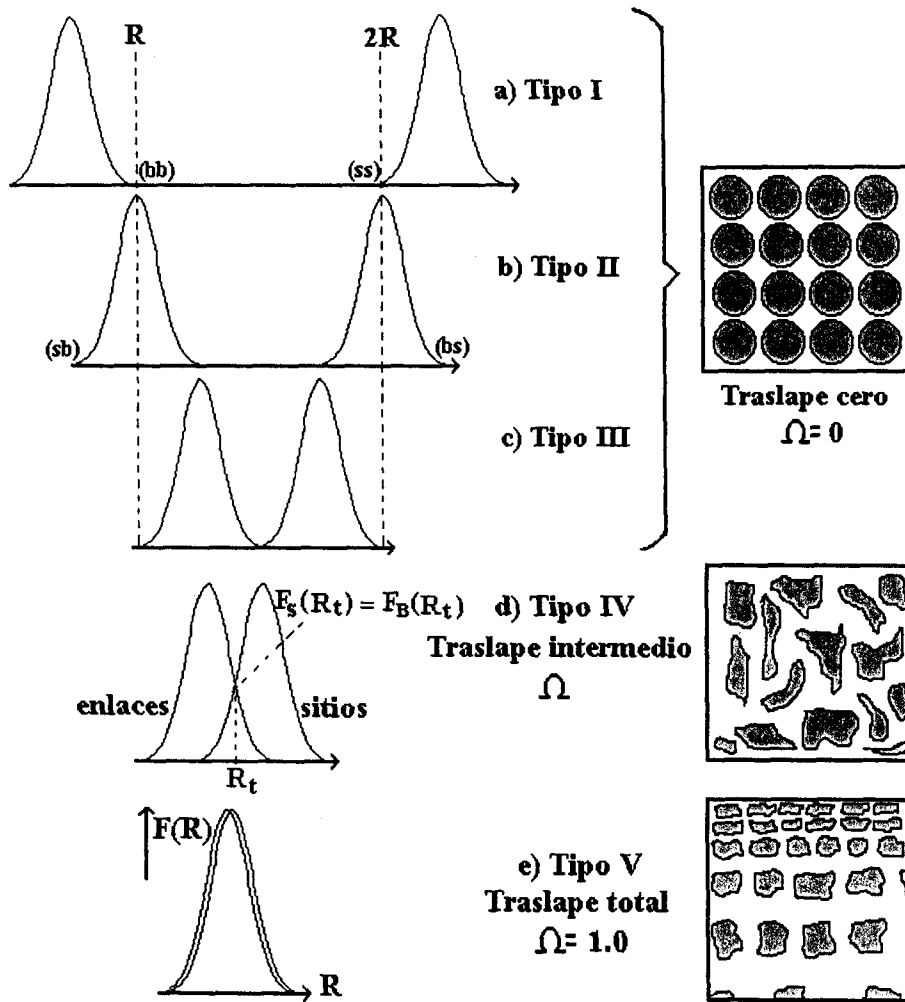 R
2R
a) Tipo I
(bb)
(ss)
b) Tipo II
(sb)
(bs)
c) Tipo III
Traslape cero
Ω= 0
F_S(R_t) = F_B(R_t)
d) Tipo IV
Traslape intermedio
Ω
enlaces
sitios
R_t
F(R)
R
e) Tipo V
Traslape total
Ω= 1.0